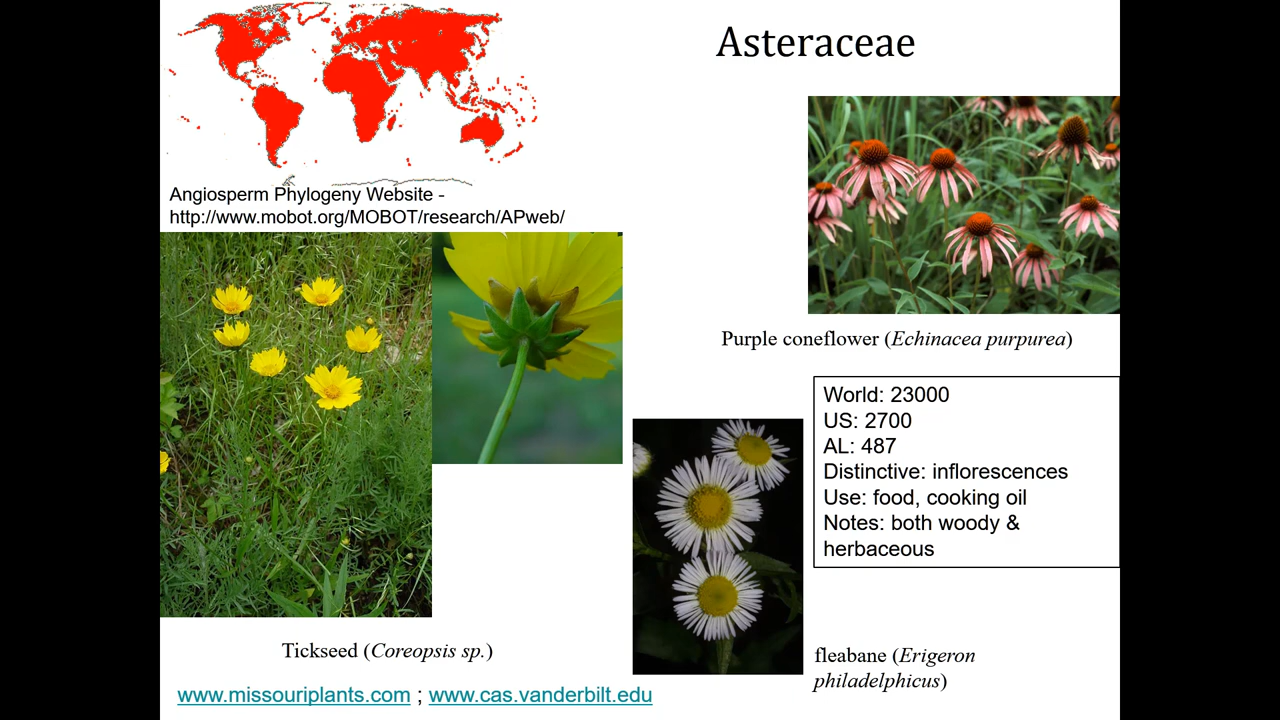 Asteraceae
Angiosperm Phylogeny Website -
http://www.mobot.org/MOBOT/research/APweb/
Purple coneflower (Echinacea purpurea)
World: 23000
US: 2700
AL: 487
Distinctive: inflorescences
Use: food, cooking oil
Notes: both woody &
herbaceous
Tickseed (Coreopsis sp.)
fleabane (Erigeron
philadelphicus)
www.missouriplants.com ; www.cas.vanderbilt.edu